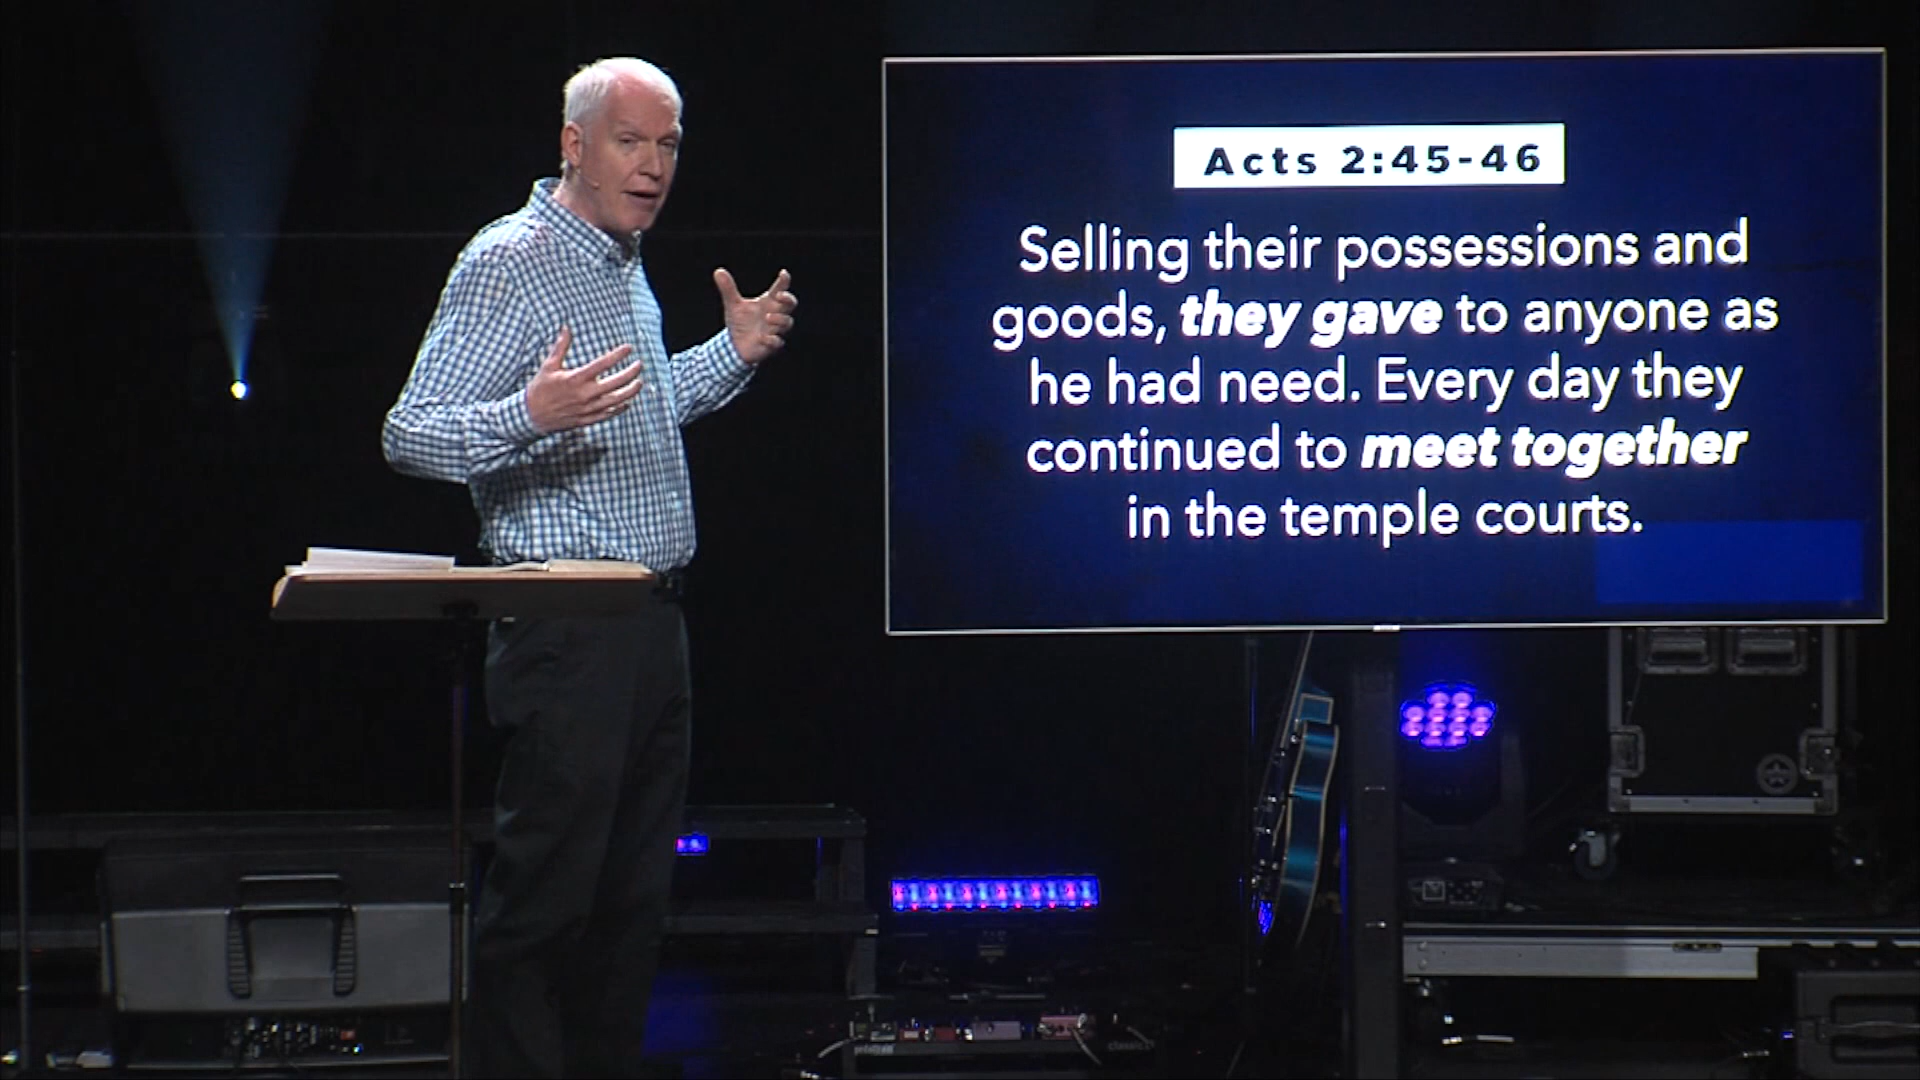 Acts 2:45-46
Selling their possessions and
goods, they gave to anyone as
he had need. Every day they
continued to meet together
in the temple courts.